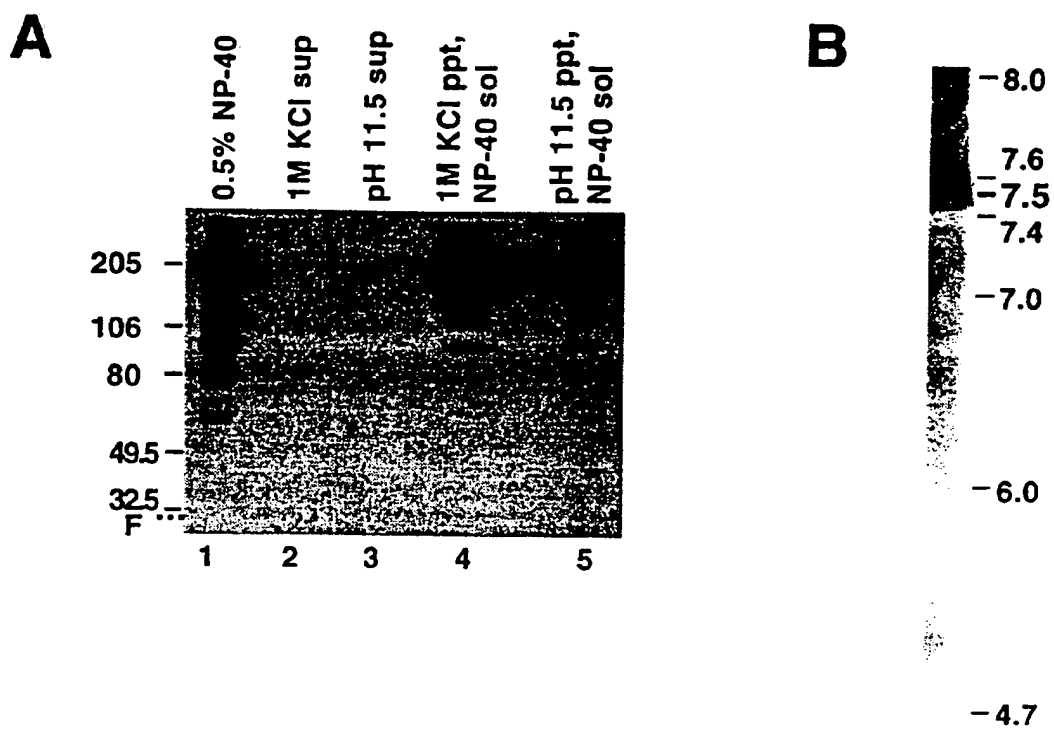 A
0.5% NP-40
1M KCl sup
pH 11.5 sup
1M KCl ppt,
NP-40 sol
pH 11.5 ppt,
NP-40 sol
205
106
80
49.5
32.5
F
1 2 3 4 5
B
8.0
7.6
7.5
7.4
7.0
6.0
4.7